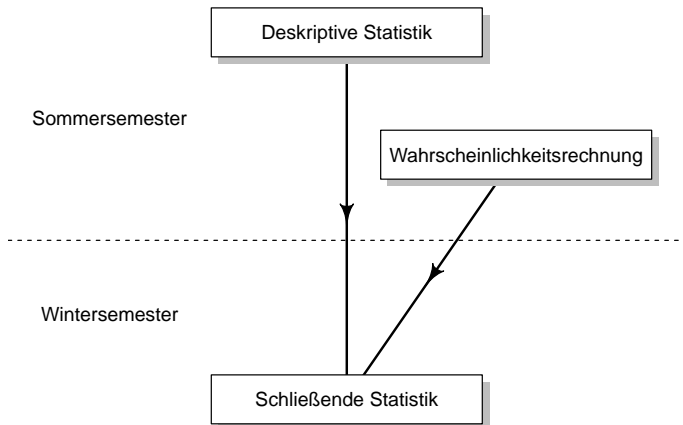 Deskriptive Statistik
Sommersemester
Wahrscheinlichkeitsrechnung
Wintersemester
Schließende Statistik